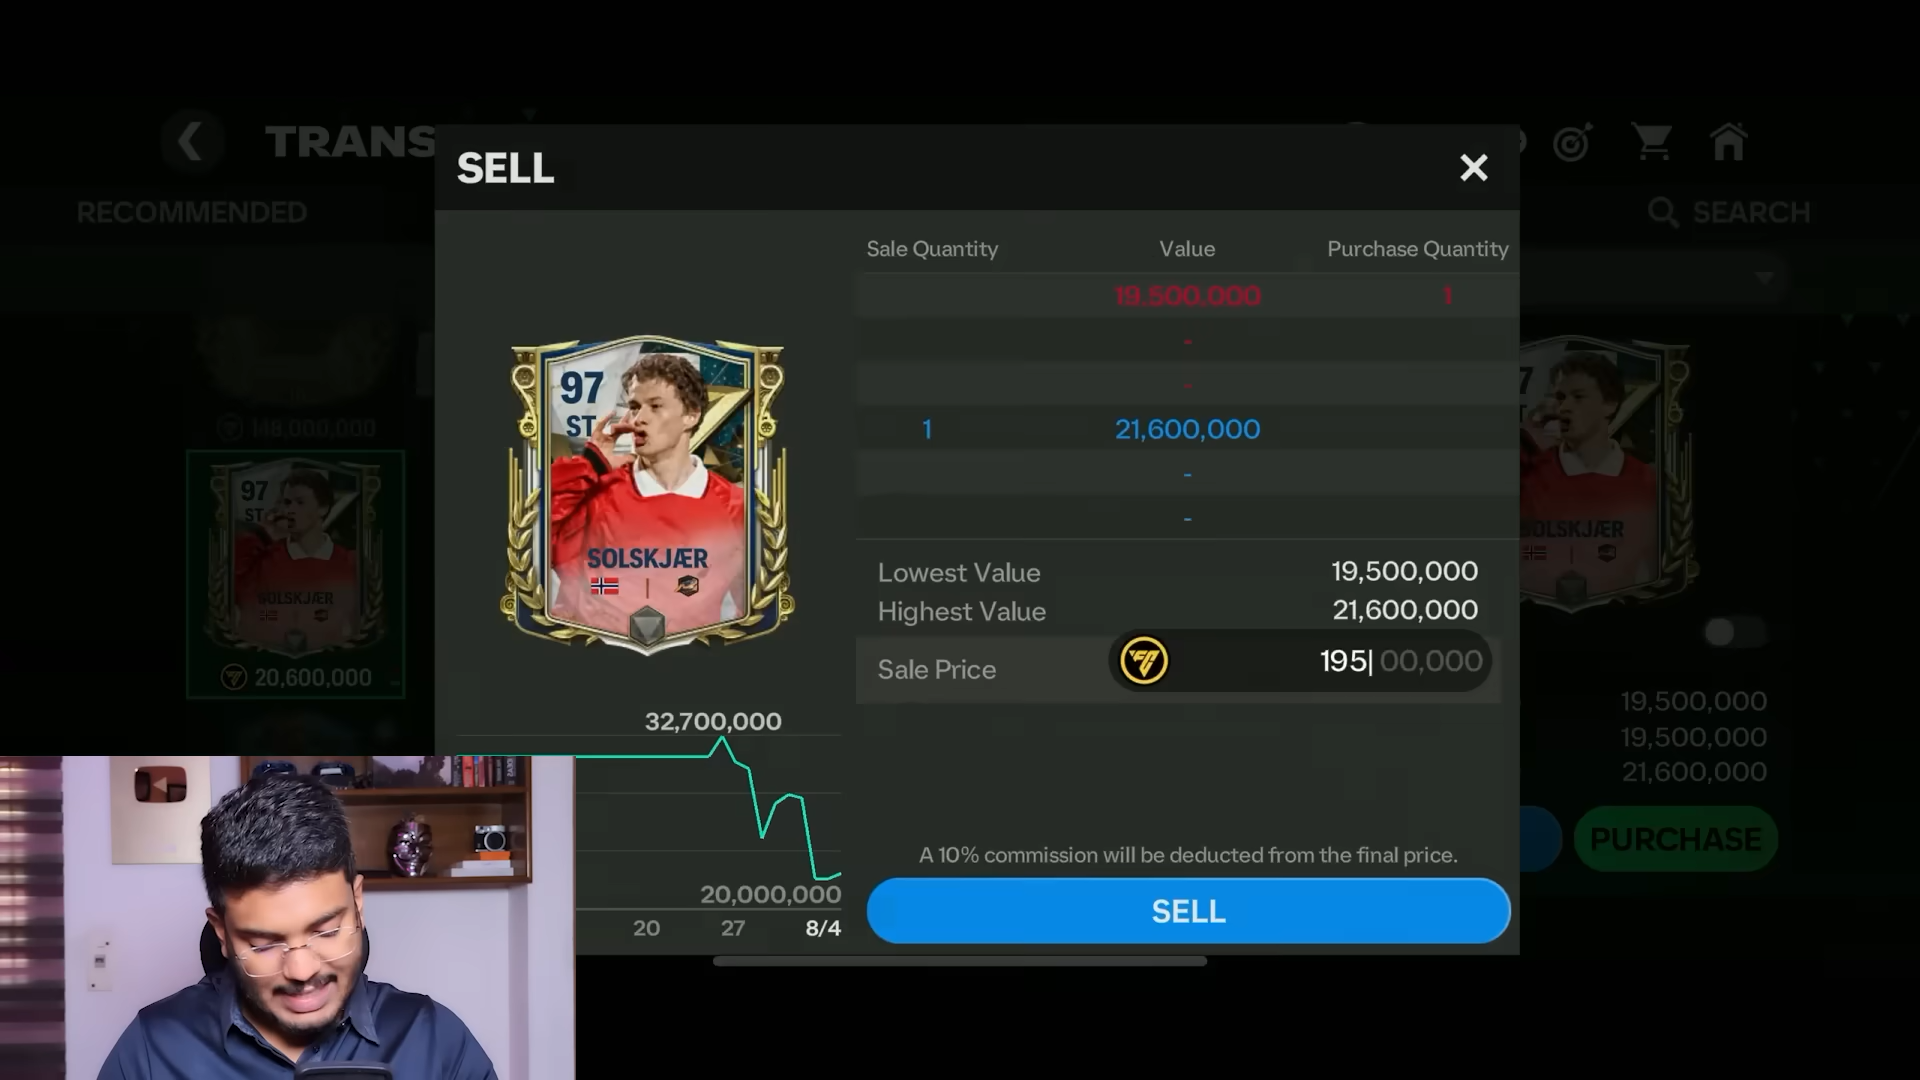 TRANS
SELL
RECOMMENDED
SEARCH
Sale Quantity Value Purchase Quantity
19,500,000 1
-
-
1 21,600,000
-
-
148,000,000
97
ST
SOLSKJÆR
20,600,000
97
ST
SOLSKJÆR
7
SOLSKJÆR
Lowest Value 19,500,000
Highest Value 21,600,000
Sale Price 195| 00,000
19,500,000
19,500,000
21,600,000
PURCHASE
32,700,000
20,000,000
20 27 8/4
A 10% commission will be deducted from the final price.
SELL